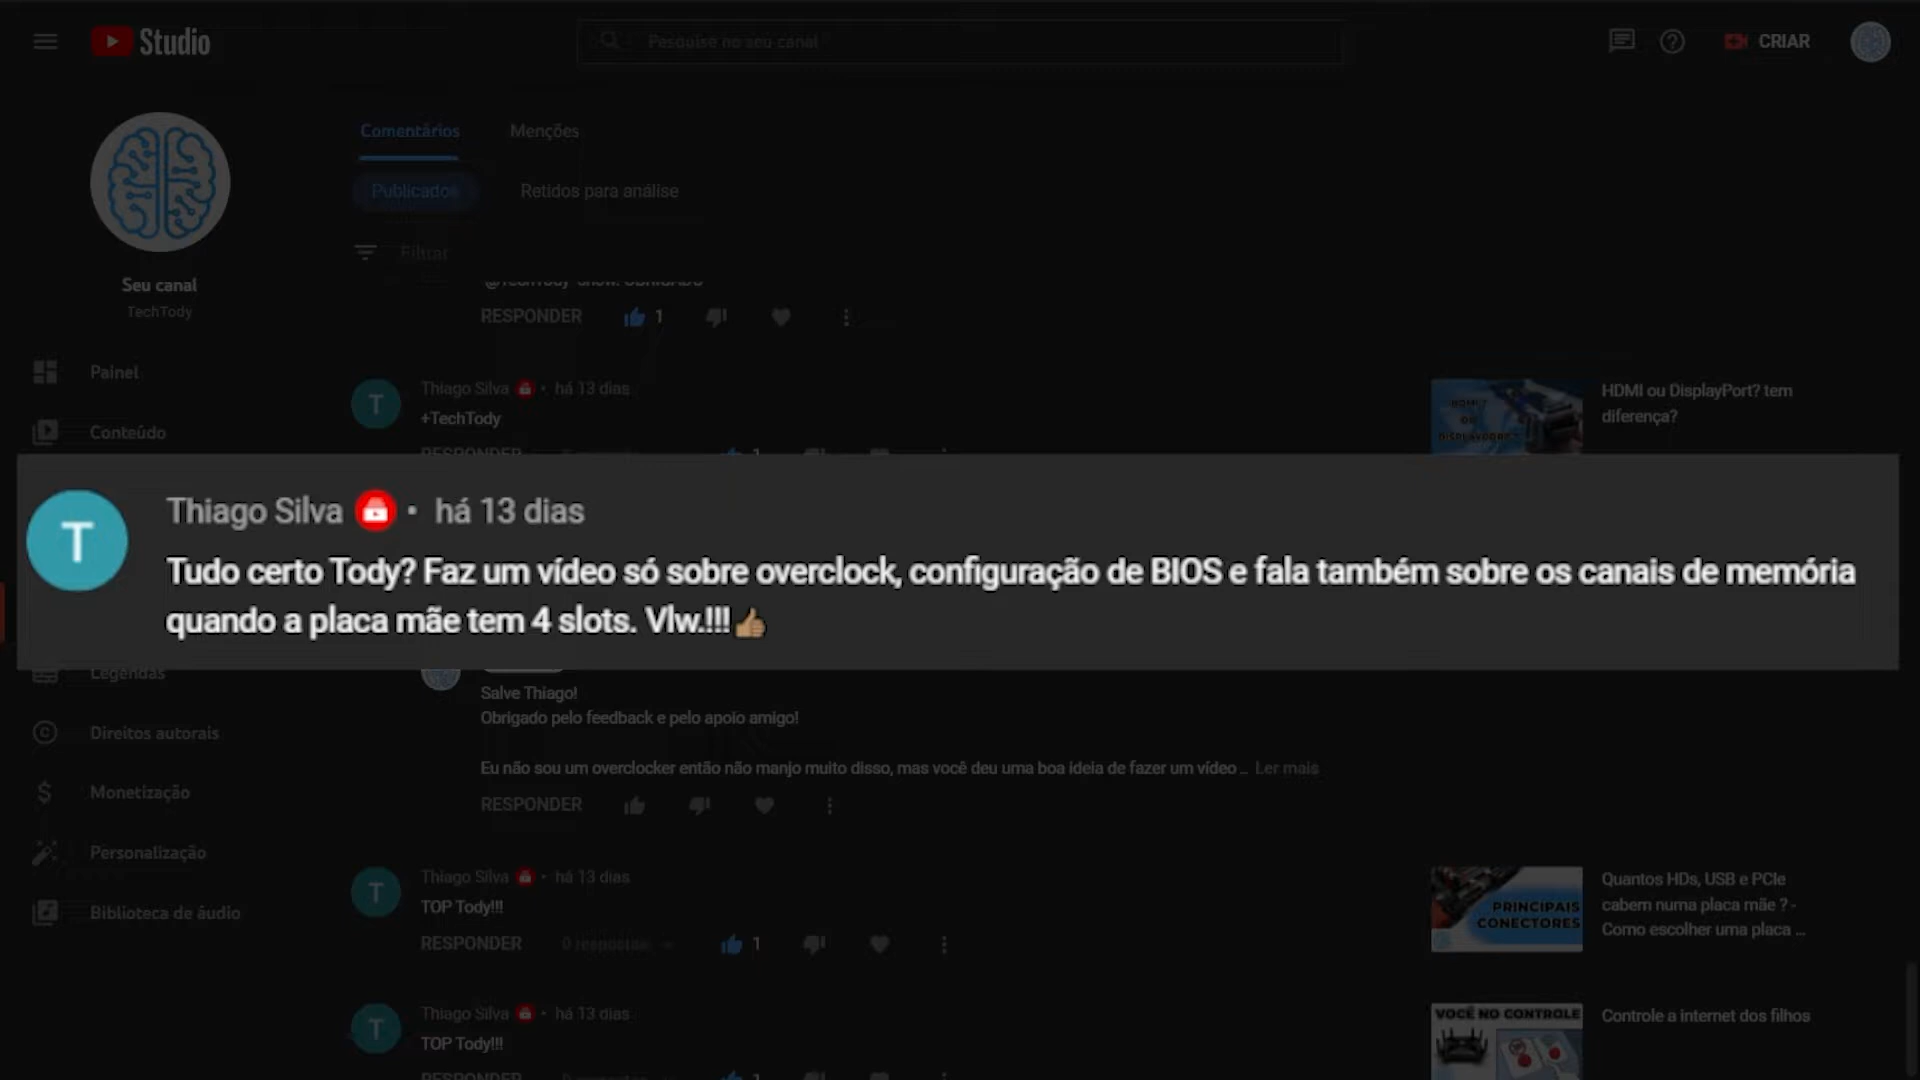 Studio
Pesquise no seu canal
CRIAR
Comentários
Menções
Publicados
Retidos para análise
Filtrar
Seu canal
TechTody
RESPONDER
1
Painel
Thiago Silva • há 13 dias
+TechTody
HDMI ou DisplayPort? tem
diferença?
Conteúdo
RESPONDER
1
T
Thiago Silva • há 13 dias
Tudo certo Tody? Faz um vídeo só sobre overclock, configuração de BIOS e fala também sobre os canais de memória
quando a placa mãe tem 4 slots. Vlw.!!!👍🏽
Legendas
Salve Thiago!
Obrigado pelo feedback e pelo apoio amigo!
Direitos autorais
Eu não sou um overclocker então não manjo muito disso, mas você deu uma boa ideia de fazer um vídeo ... Ler mais
RESPONDER
Monetização
Personalização
Biblioteca de áudio
T
Thiago Silva • há 13 dias
TOP Tody!!!
RESPONDER
0 respostas
1
PRINCIPAIS
CONECTORES
Quantos HDs, USB e PCIe
cabem numa placa mãe ? -
Como escolher uma placa ...
T
Thiago Silva • há 13 dias
TOP Tody!!!
RESPONDER
1
VOCÊ NO CONTROLE
Controle a internet dos filhos